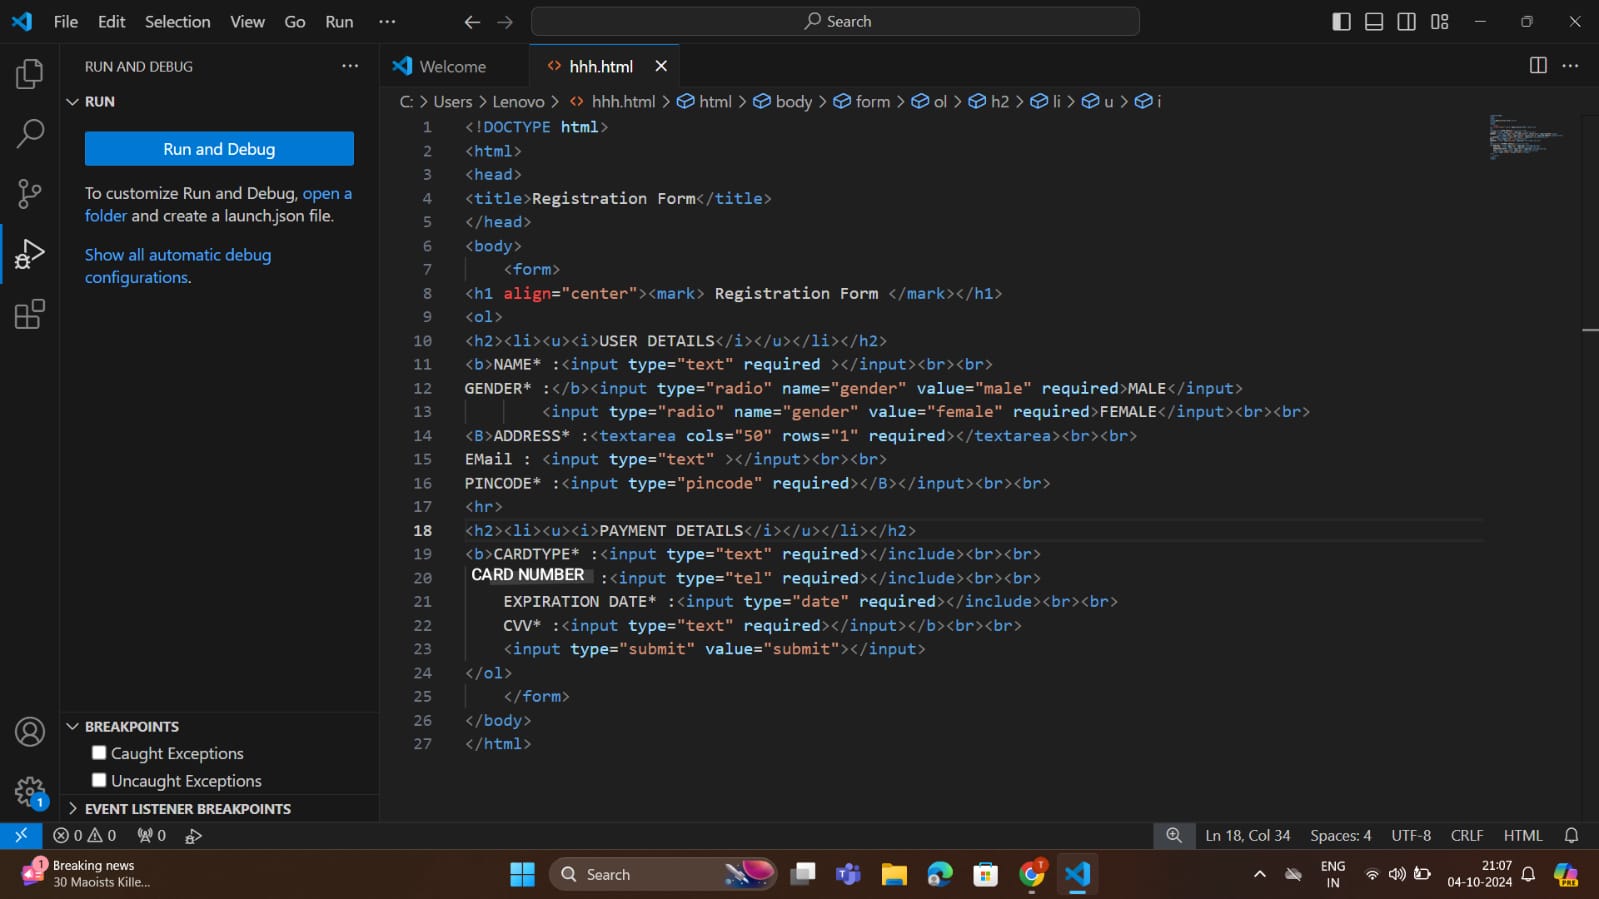 File Edit Selection View Go Run ···
Search
RUN AND DEBUG
Welcome
<> hhh.html
RUN
C: > Users > Lenovo > <> hhh.html > html > body > form > ol > h2 > li > u > i
Run and Debug
To customize Run and Debug, open a
folder and create a launch.json file.
Show all automatic debug
configurations.
1 <!DOCTYPE html>
2 <html>
3 <head>
4 <title>Registration Form</title>
5 </head>
6 <body>
7 <form>
8 <h1 align="center"><mark> Registration Form </mark></h1>
9 <ol>
10 <h2><li><u><i>USER DETAILS</i></u></li></h2>
11 <b>NAME* :<input type="text" required ></input><br><br>
12 GENDER* :</b><input type="radio" name="gender" value="male" required>MALE</input>
13 <input type="radio" name="gender" value="female" required>FEMALE</input><br><br>
14 <B>ADDRESS* :<textarea cols="50" rows="1" required></textarea><br><br>
15 EMail : <input type="text" ></input><br><br>
16 PINCODE* :<input type="pincode" required></B></input><br><br>
17 <hr>
18 <h2><li><u><i>PAYMENT DETAILS</i></u></li></h2>
19 <b>CARDTYPE* :<input type="text" required></include><br><br>
20 CARD NUMBER :<input type="tel" required></include><br><br>
21 EXPIRATION DATE* :<input type="date" required></include><br><br>
22 CVV* :<input type="text" required></input></b><br><br>
23 <input type="submit" value="submit"></input>
24 </ol>
25 </form>
26 </body>
27 </html>
BREAKPOINTS
Caught Exceptions
Uncaught Exceptions
1
EVENT LISTENER BREAKPOINTS
0 0 0
Ln 18, Col 34 Spaces: 4 UTF-8 CRLF HTML
1
Breaking news
30 Maoists Kille...
Search
T
ENG
IN
21:07
04-10-2024
PRE